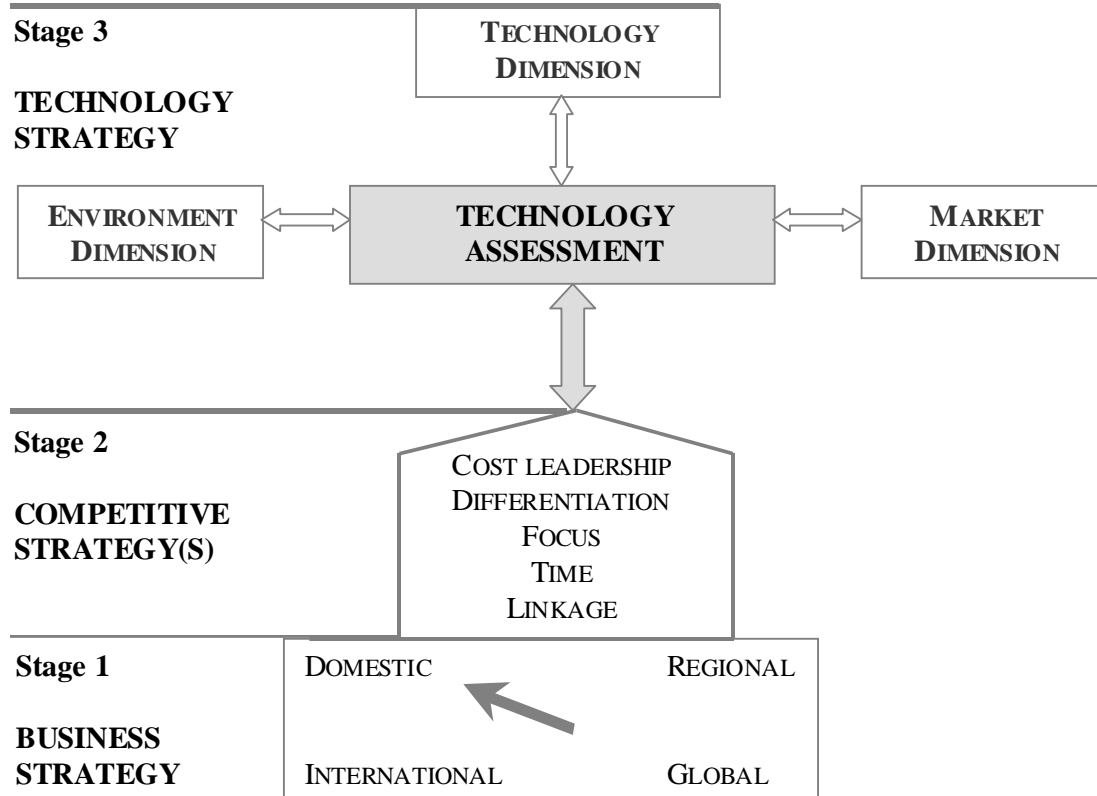 Stage 3
TECHNOLOGY
STRATEGY
TECHNOLOGY
DIMENSION
ENVIRONMENT
DIMENSION
TECHNOLOGY
ASSESSMENT
MARKET
DIMENSION
Stage 2
COMPETITIVE
STRATEGY(S)
COST LEADERSHIP
DIFFERENTIATION
FOCUS
TIME
LINKAGE
Stage 1
BUSINESS
STRATEGY
DOMESTIC
REGIONAL
INTERNATIONAL
GLOBAL